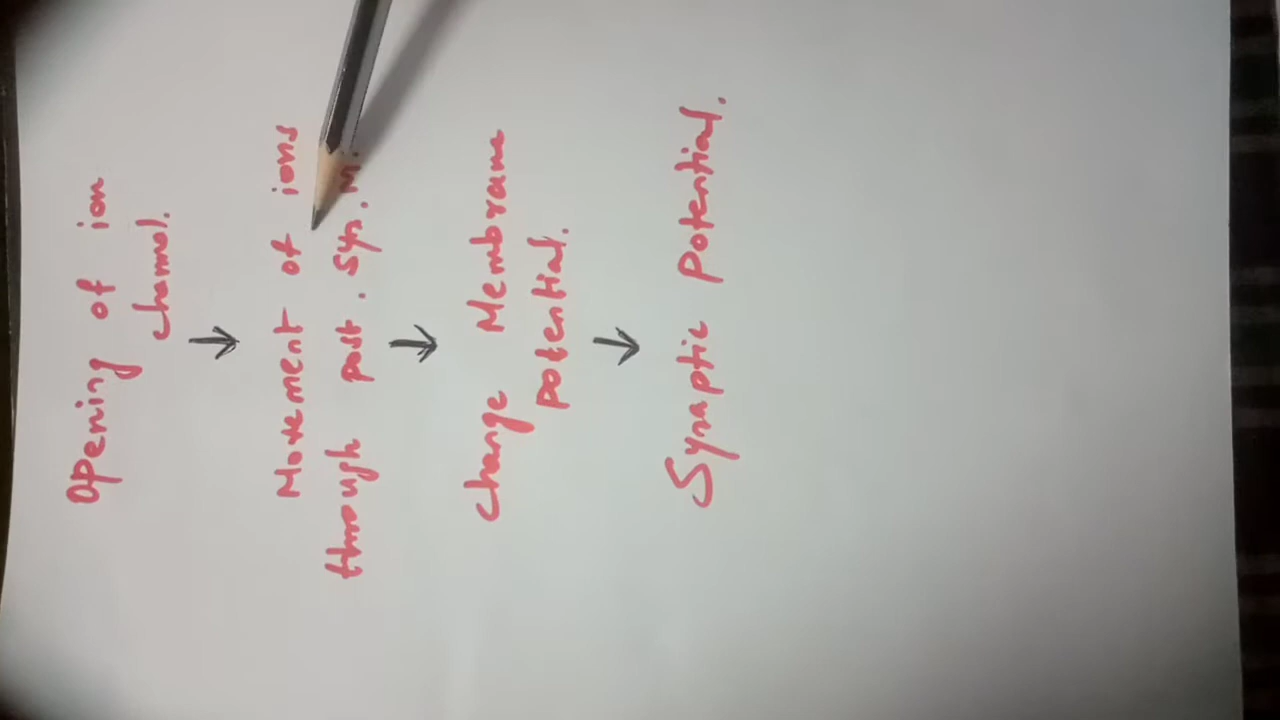 Opening of ion
channel.
↓
Movement of ions
through post. Syn. M.
↓
Change Membrane
potential.
↓
Synaptic potential.